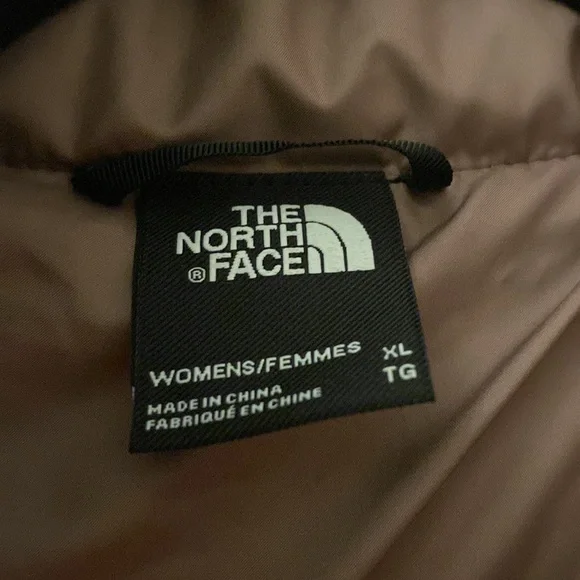 THE
NORTH
® FACE
WOMENS/FEMMES XL
TG
MADE IN CHINA
FABRIQUÉ EN CHINE